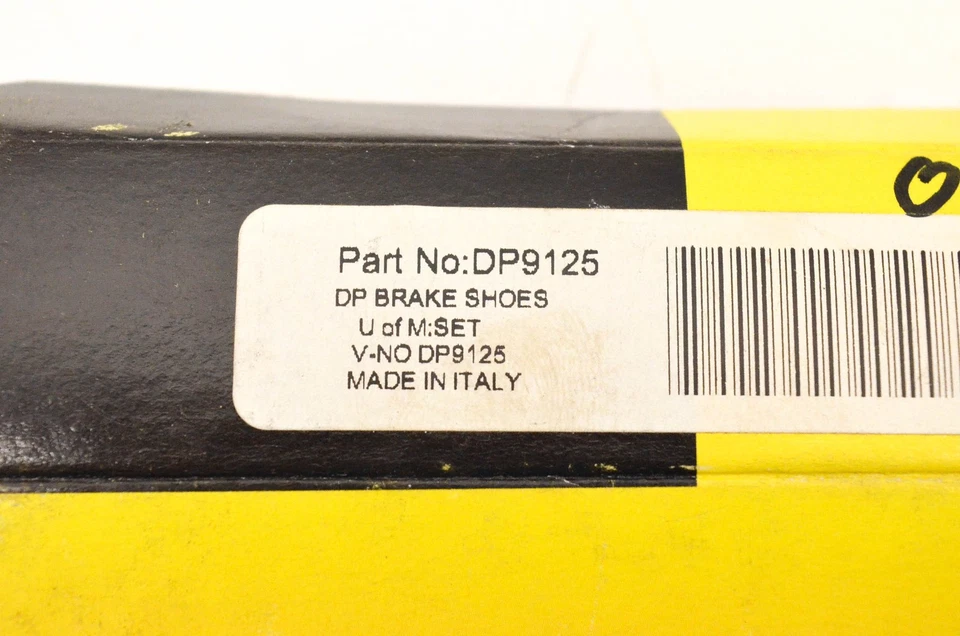 Part No:DP9125
DP BRAKE SHOES
U of M:SET
V-NO DP9125
MADE IN ITALY